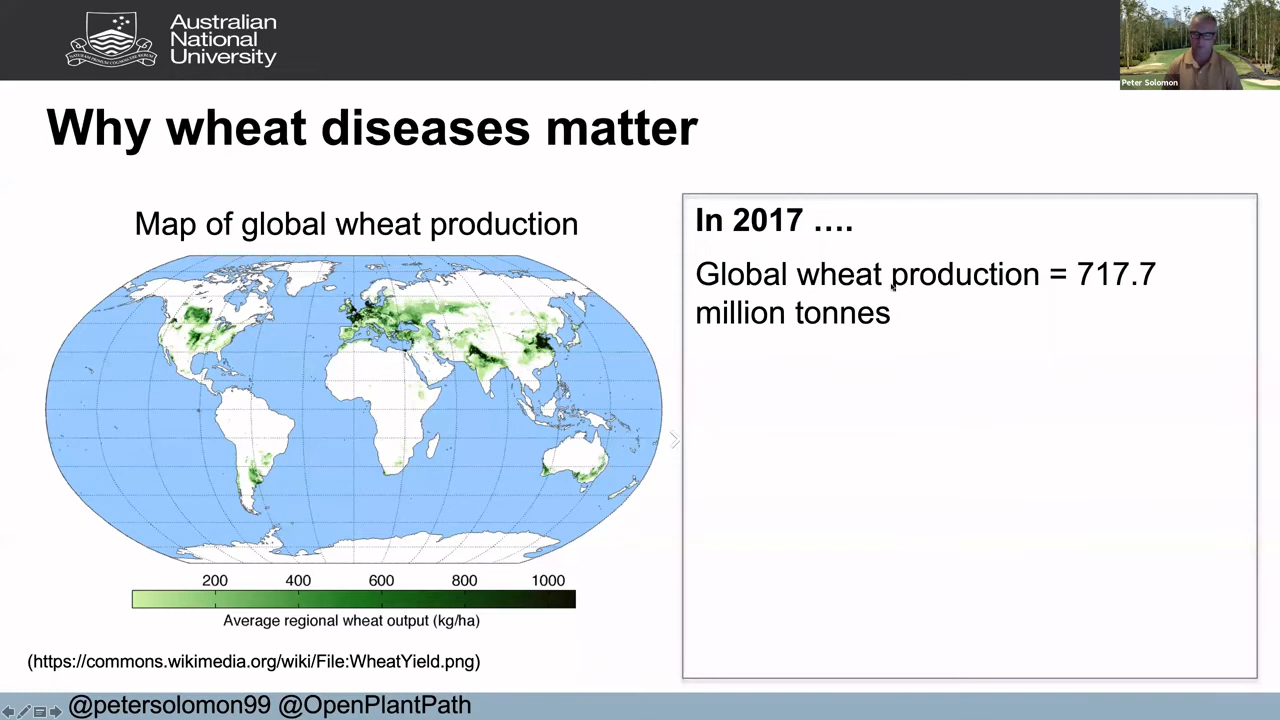 Australian
National
University
Peter Solomon
Why wheat diseases matter
Map of global wheat production
200 400 600 800 1000
Average regional wheat output (kg/ha)
(https://commons.wikimedia.org/wiki/File:WheatYield.png)
In 2017 ….
Global wheat production = 717.7
million tonnes
@petersolomon99 @OpenPlantPath